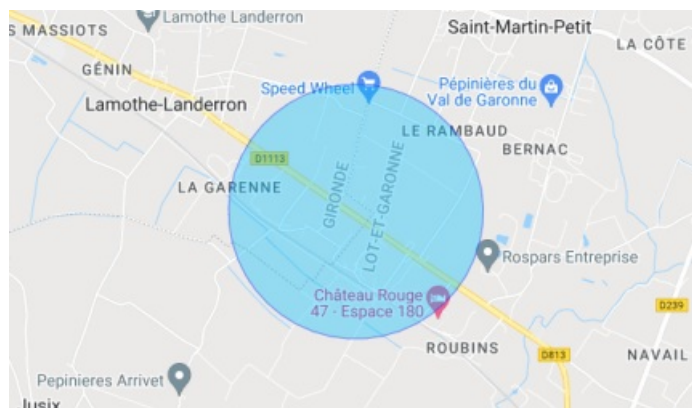 Lamothe Landerron
Saint-Martin-Petit
S MASSIOTS
LA CÔTE
GÉNIN
Speed Wheel
Pépinières du
Val de Garonne
Lamothe-Landerron
LE RAMBAUD
BERNAC
D1113
LA GARENNE
GIRONDE
LOT-ET-GARONNE
Rospars Entreprise
Château Rouge
47 - Espace 180
D239
ROUBINS
D813
NAVAIL
Pepinieres Arrivet
Jusix